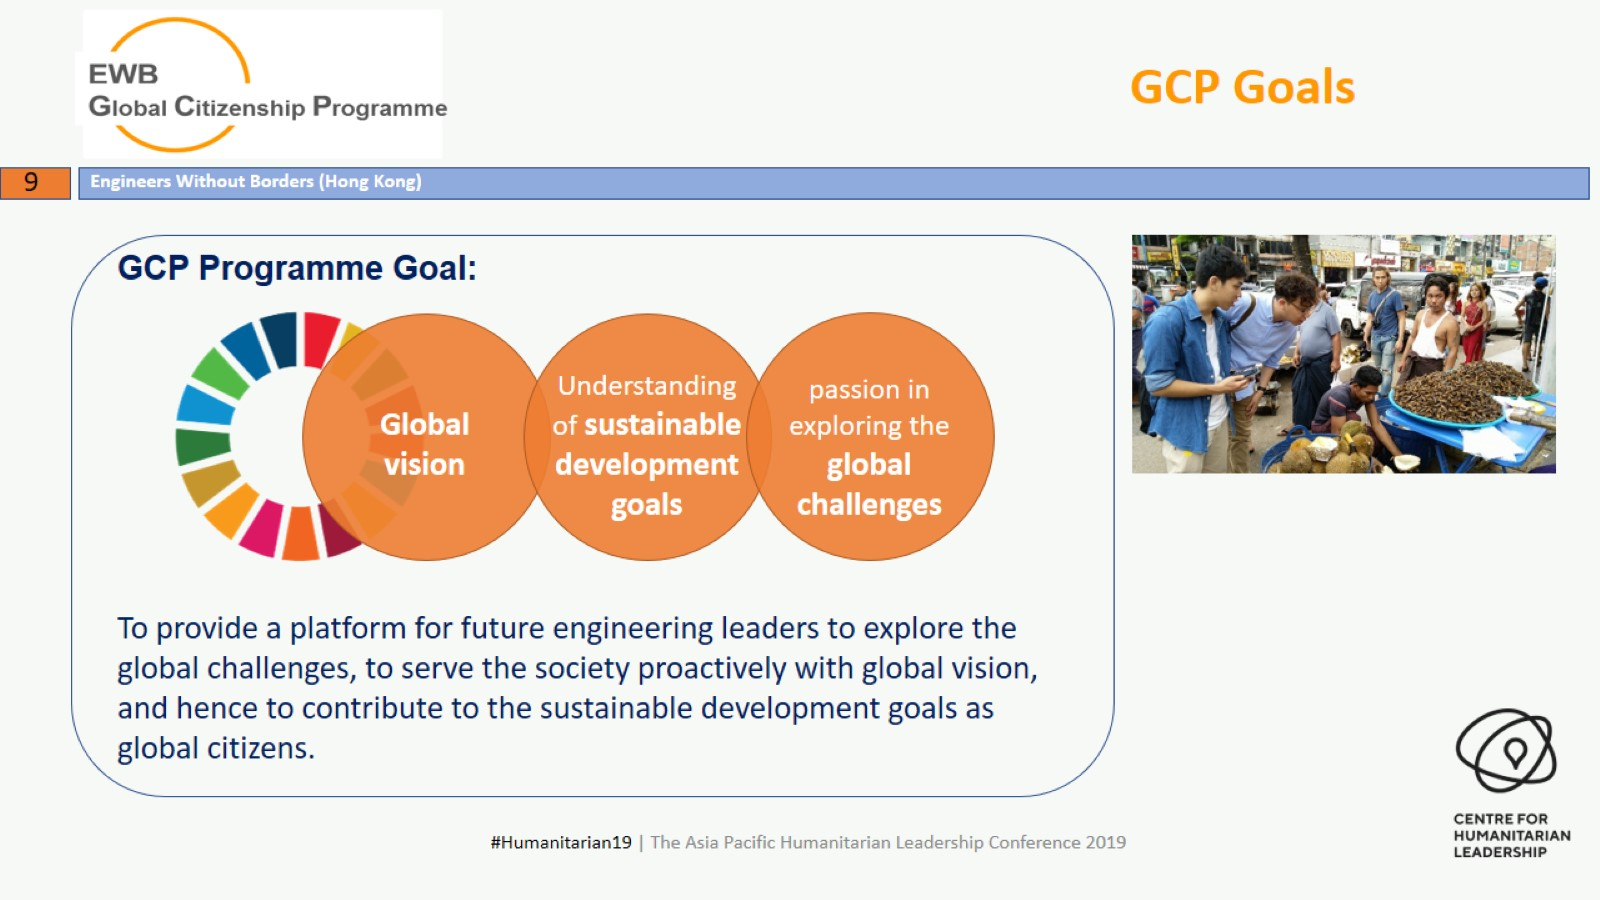 EWB
Global Citizenship Programme
GCP Goals
9
Engineers Without Borders (Hong Kong)
GCP Programme Goal:
Global
vision
Understanding
of sustainable
development
goals
passion in
exploring the
global
challenges
To provide a platform for future engineering leaders to explore the
global challenges, to serve the society proactively with global vision,
and hence to contribute to the sustainable development goals as
global citizens.
#Humanitarian19 | The Asia Pacific Humanitarian Leadership Conference 2019
CENTRE FOR
HUMANITARIAN
LEADERSHIP